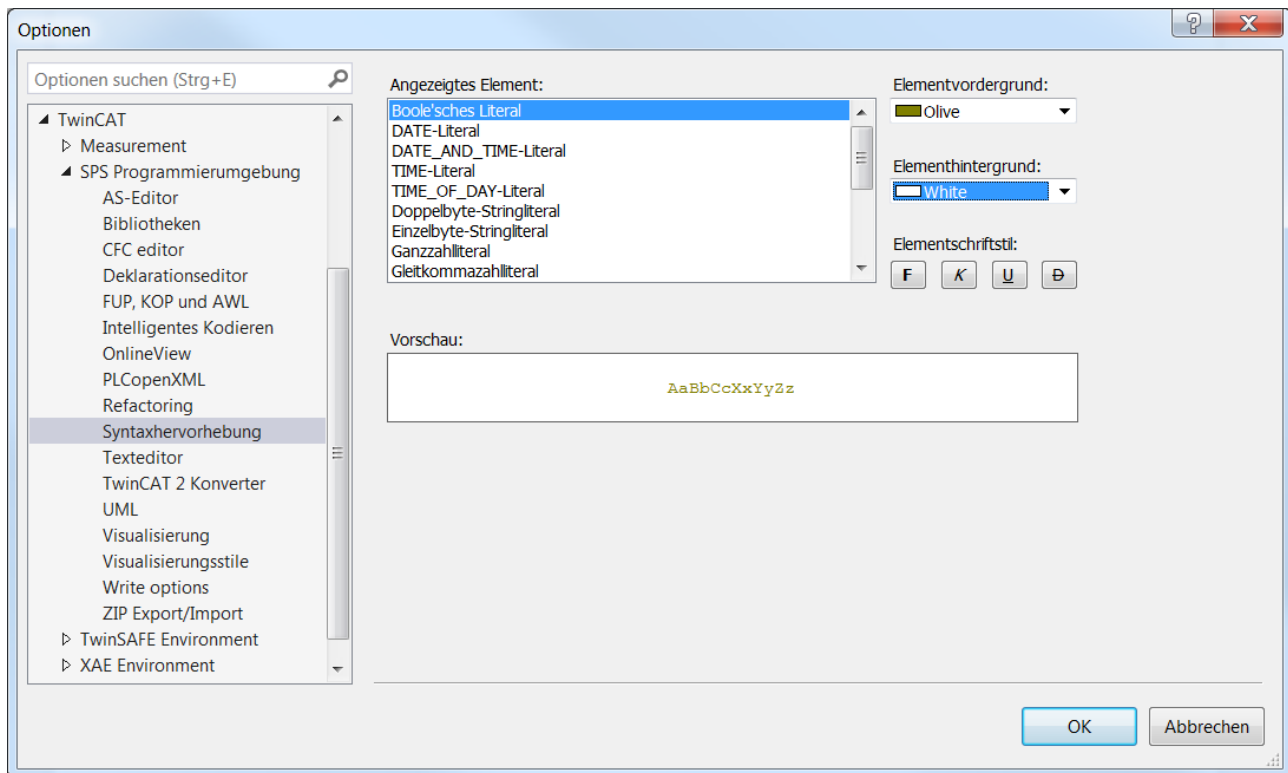 Optionen
Optionen suchen (Strg+E)
TwinCAT
Measurement
SPS Programmierumgebung
AS-Editor
Bibliotheken
CFC editor
Deklarationseditor
FUP, KOP und AWL
Intelligentes Kodieren
OnlineView
PLCopenXML
Refactoring
Syntaxhervorhebung
Texteditor
TwinCAT 2 Konverter
UML
Visualisierung
Visualisierungsstile
Write options
ZIP Export/Import
TwinSAFE Environment
XAE Environment
Angezeigtes Element:
Boole'sches Literal
DATE-Literal
DATE_AND_TIME-Literal
TIME-Literal
TIME_OF_DAY-Literal
Doppelbyte-Stringliteral
Einzelbyte-Stringliteral
Ganzzahlliteral
Gleitkommazahlliteral
Elementvordergrund:
Olive
Elementhintergrund:
White
Elementschriftstil:
F K U D
Vorschau:
AaBbCcXxYyZz
OK Abbrechen